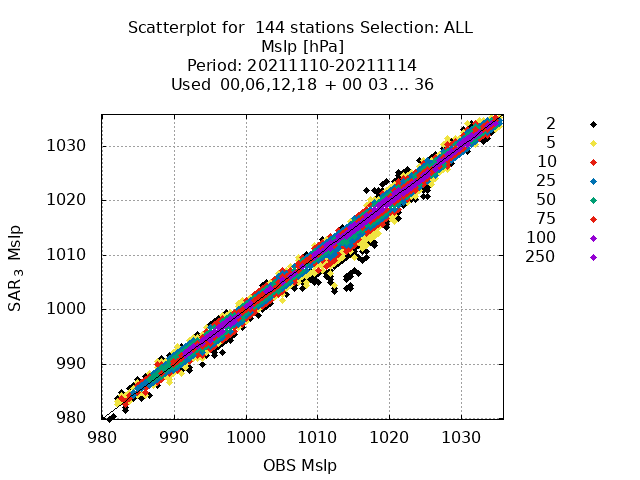 Scatterplot for 144 stations Selection: ALL
Mslp [hPa]
Period: 20211110-20211114
Used 00,06,12,18 + 00 03 ... 36
1030
1020
1010
1000
990
980
980 990 1000 1010 1020 1030
SAR3 Mslp
OBS Mslp
2
5
10
25
50
75
100
250